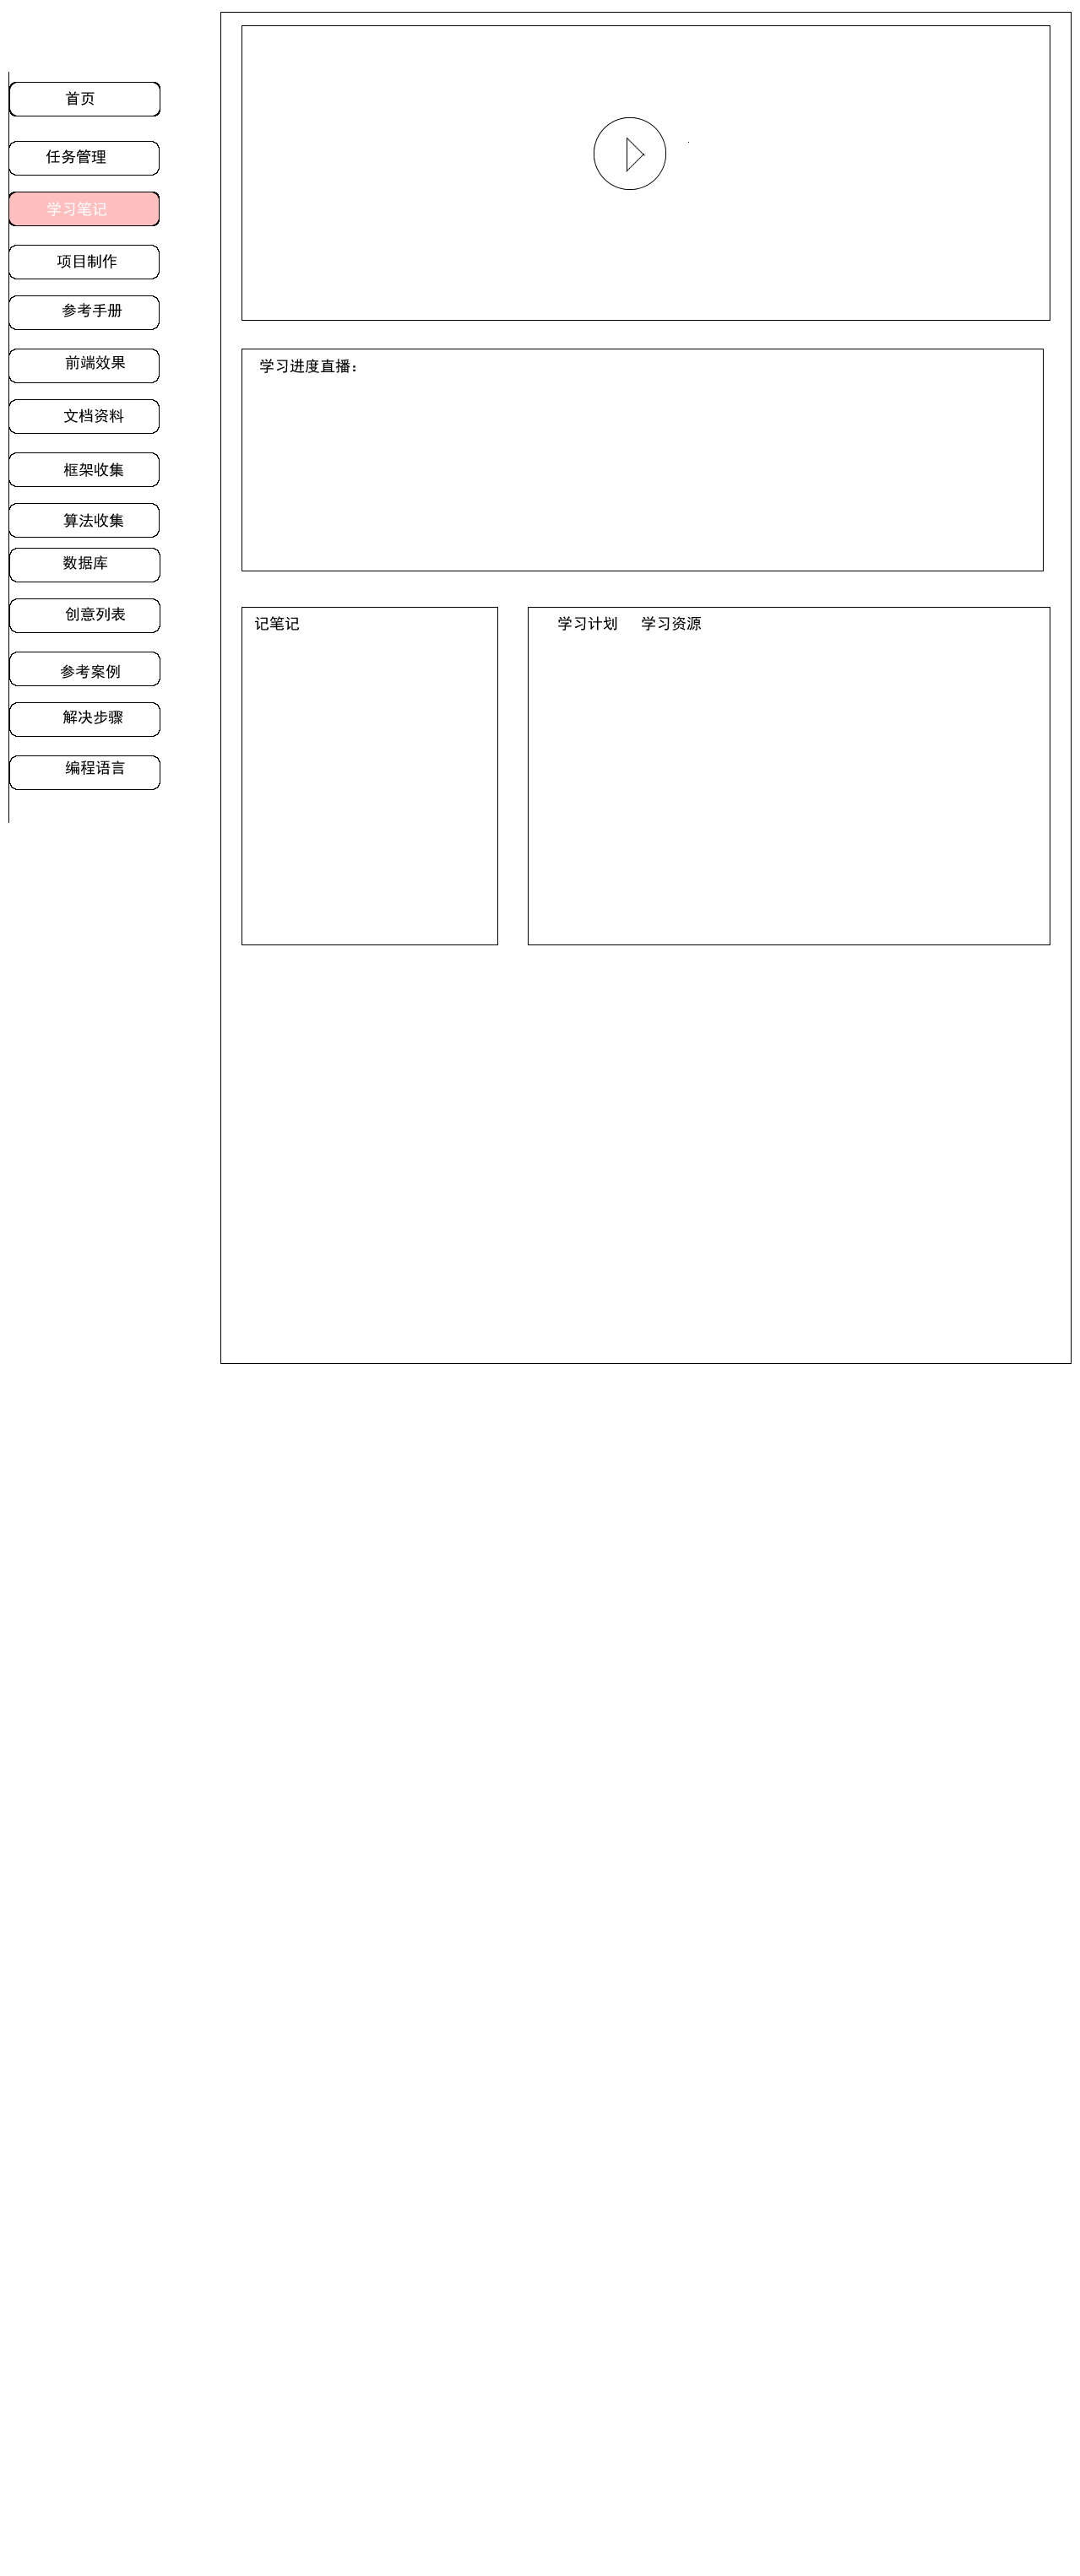 首页
任务管理
学习笔记
项目制作
参考手册
前端效果
文档资料
框架收集
算法收集
数据库
创意列表
参考案例
解决步骤
编程语言
学习进度直播：
记笔记
学习计划 学习资源